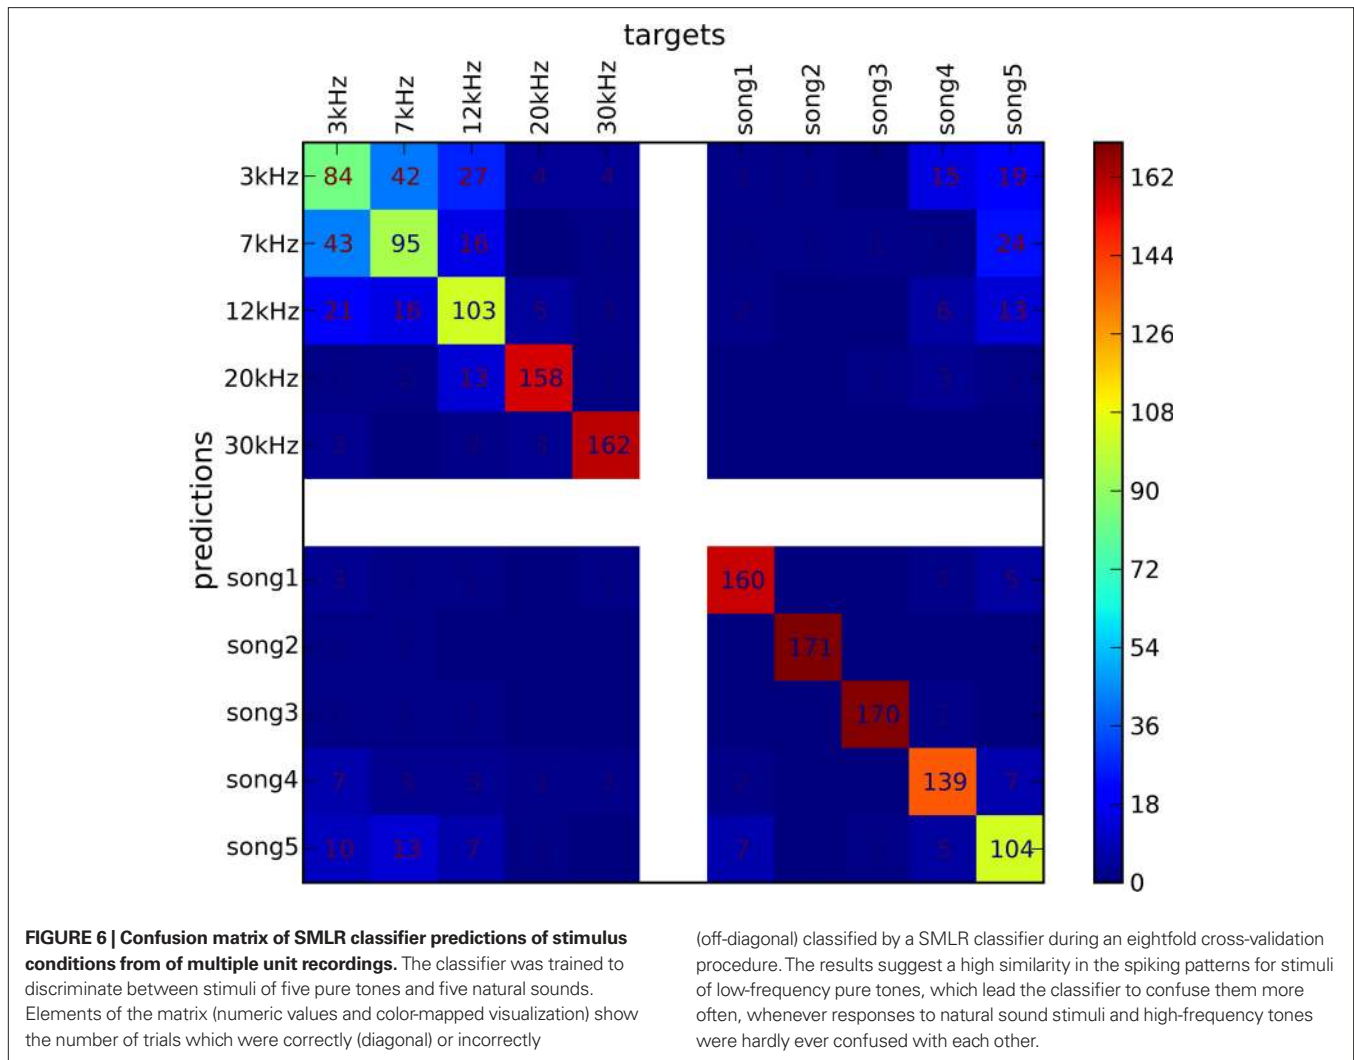 targets
3kHz 7kHz 12kHz 20kHz 30kHz song1 song2 song3 song4 song5
predictions
3kHz 84 42 27 4 4 15 19
7kHz 43 95 16 24
12kHz 21 16 103 5 6 13
20kHz 13 158
30kHz 162
song1 3 160 5
song2 171
song3 170
song4 7 139 7
song5 10 13 7 7 5 104
162
144
126
108
90
72
54
36
18
0
FIGURE 6 | Confusion matrix of SMLR classifier predictions of stimulus
conditions from of multiple unit recordings. The classifier was trained to
discriminate between stimuli of five pure tones and five natural sounds.
Elements of the matrix (numeric values and color-mapped visualization) show
the number of trials which were correctly (diagonal) or incorrectly
(off-diagonal) classified by a SMLR classifier during an eightfold cross-validation
procedure. The results suggest a high similarity in the spiking patterns for stimuli
of low-frequency pure tones, which lead the classifier to confuse them more
often, whenever responses to natural sound stimuli and high-frequency tones
were hardly ever confused with each other.